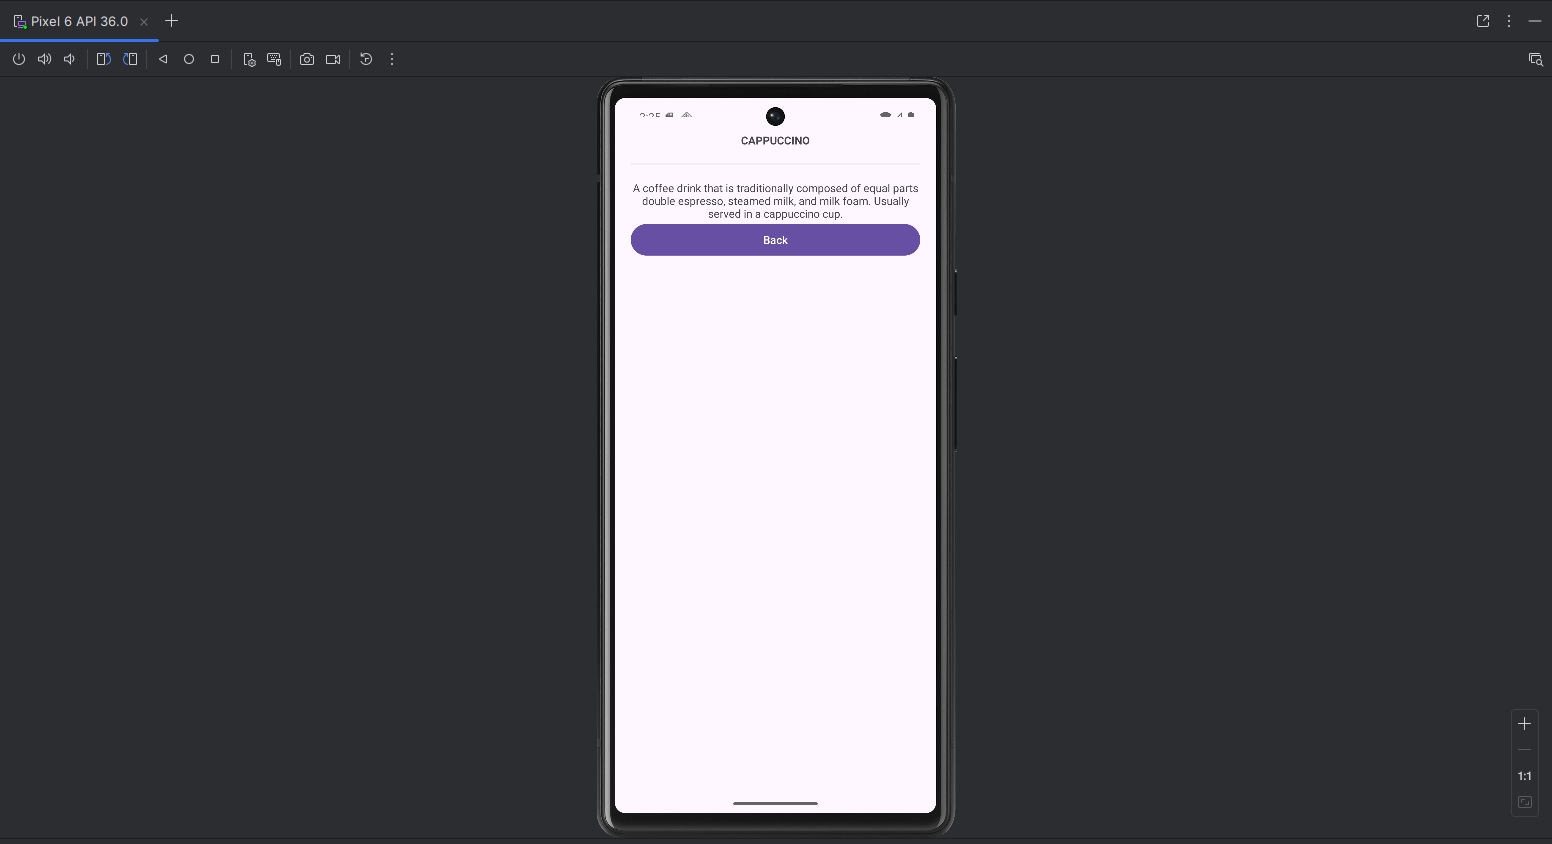 Pixel 6 API 36.0
CAPPUCCINO
A coffee drink that is traditionally composed of equal parts
double espresso, steamed milk, and milk foam. Usually
served in a cappuccino cup.
Back
1:1